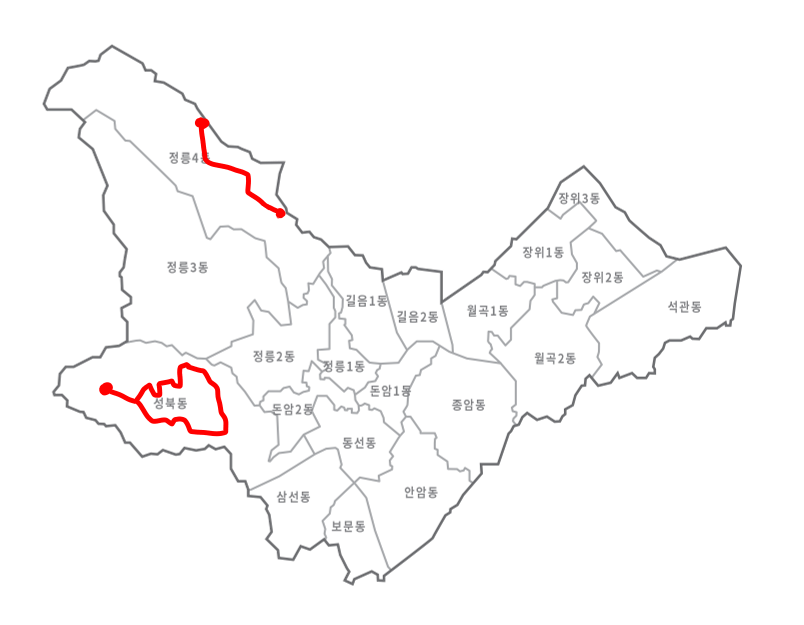 정릉4동
장위3동
장위1동
정릉3동
장위2동
길음1동
석관동
월곡1동
길음2동
정릉2동
월곡2동
정릉1동
돈암1동
성북동
종암동
돈암2동
동선동
안암동
삼선동
보문동